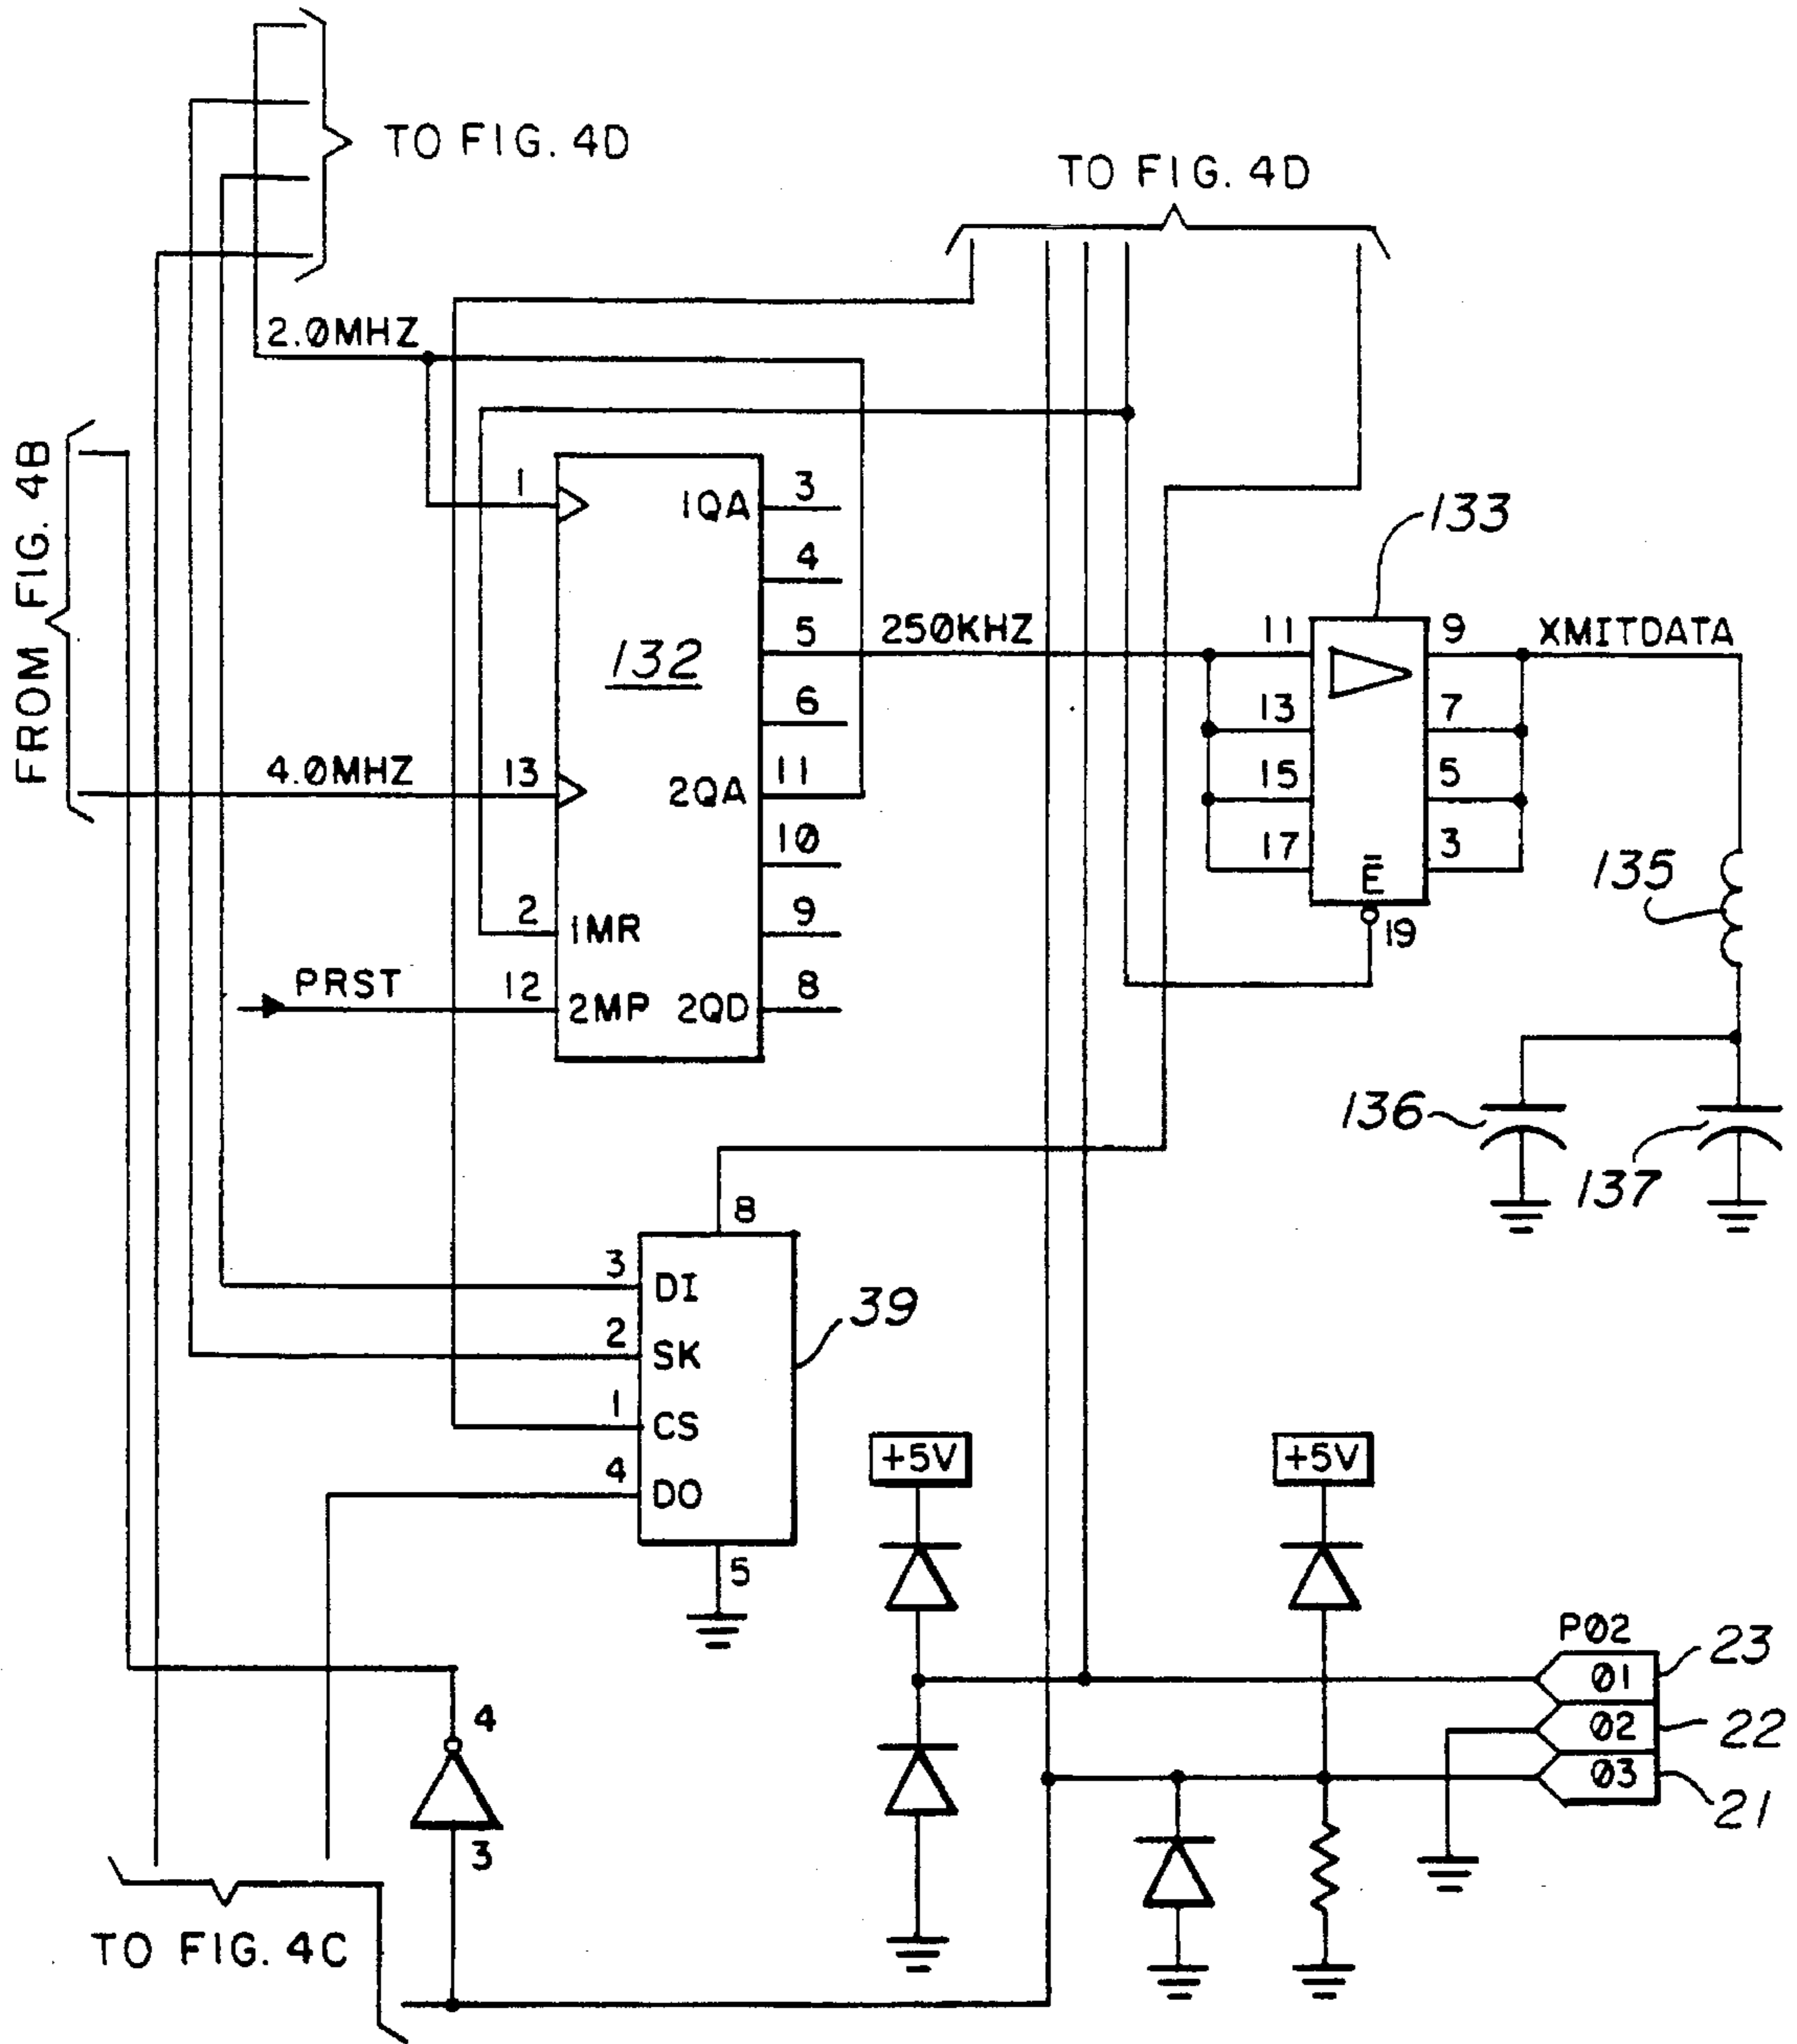 TO FIG. 4D
TO FIG. 4D
2.0MHZ
FROM FIG. 4B
1
1QA
3
4
133
5
250KHZ
11
9
XMITDATA
132
6
13
7
4.0MHZ
13
2QA
11
15
5
10
17
3
Ē
135
2
1MR
9
19
PRST
12
2MP
2QD
8
136
137
8
3
DI
39
2
SK
1
CS
+5V
+5V
4
DO
5
P02
23
01
4
02
22
03
21
3
TO FIG. 4C